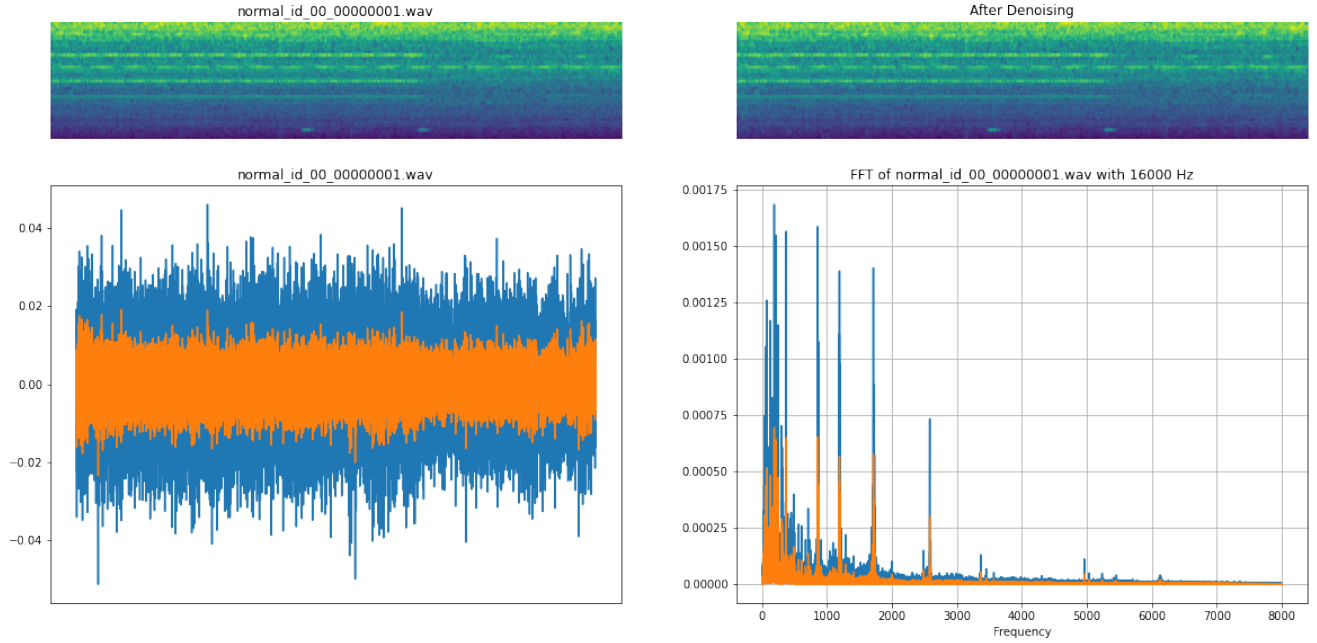 normal_id_00_00000001.wav
After Denoising
normal_id_00_00000001.wav
0.04
0.02
0.00
−0.02
−0.04
FFT of normal_id_00_00000001.wav with 16000 Hz
0.00175
0.00150
0.00125
0.00100
0.00075
0.00050
0.00025
0.00000
0 1000 2000 3000 4000 5000 6000 7000 8000
Frequency